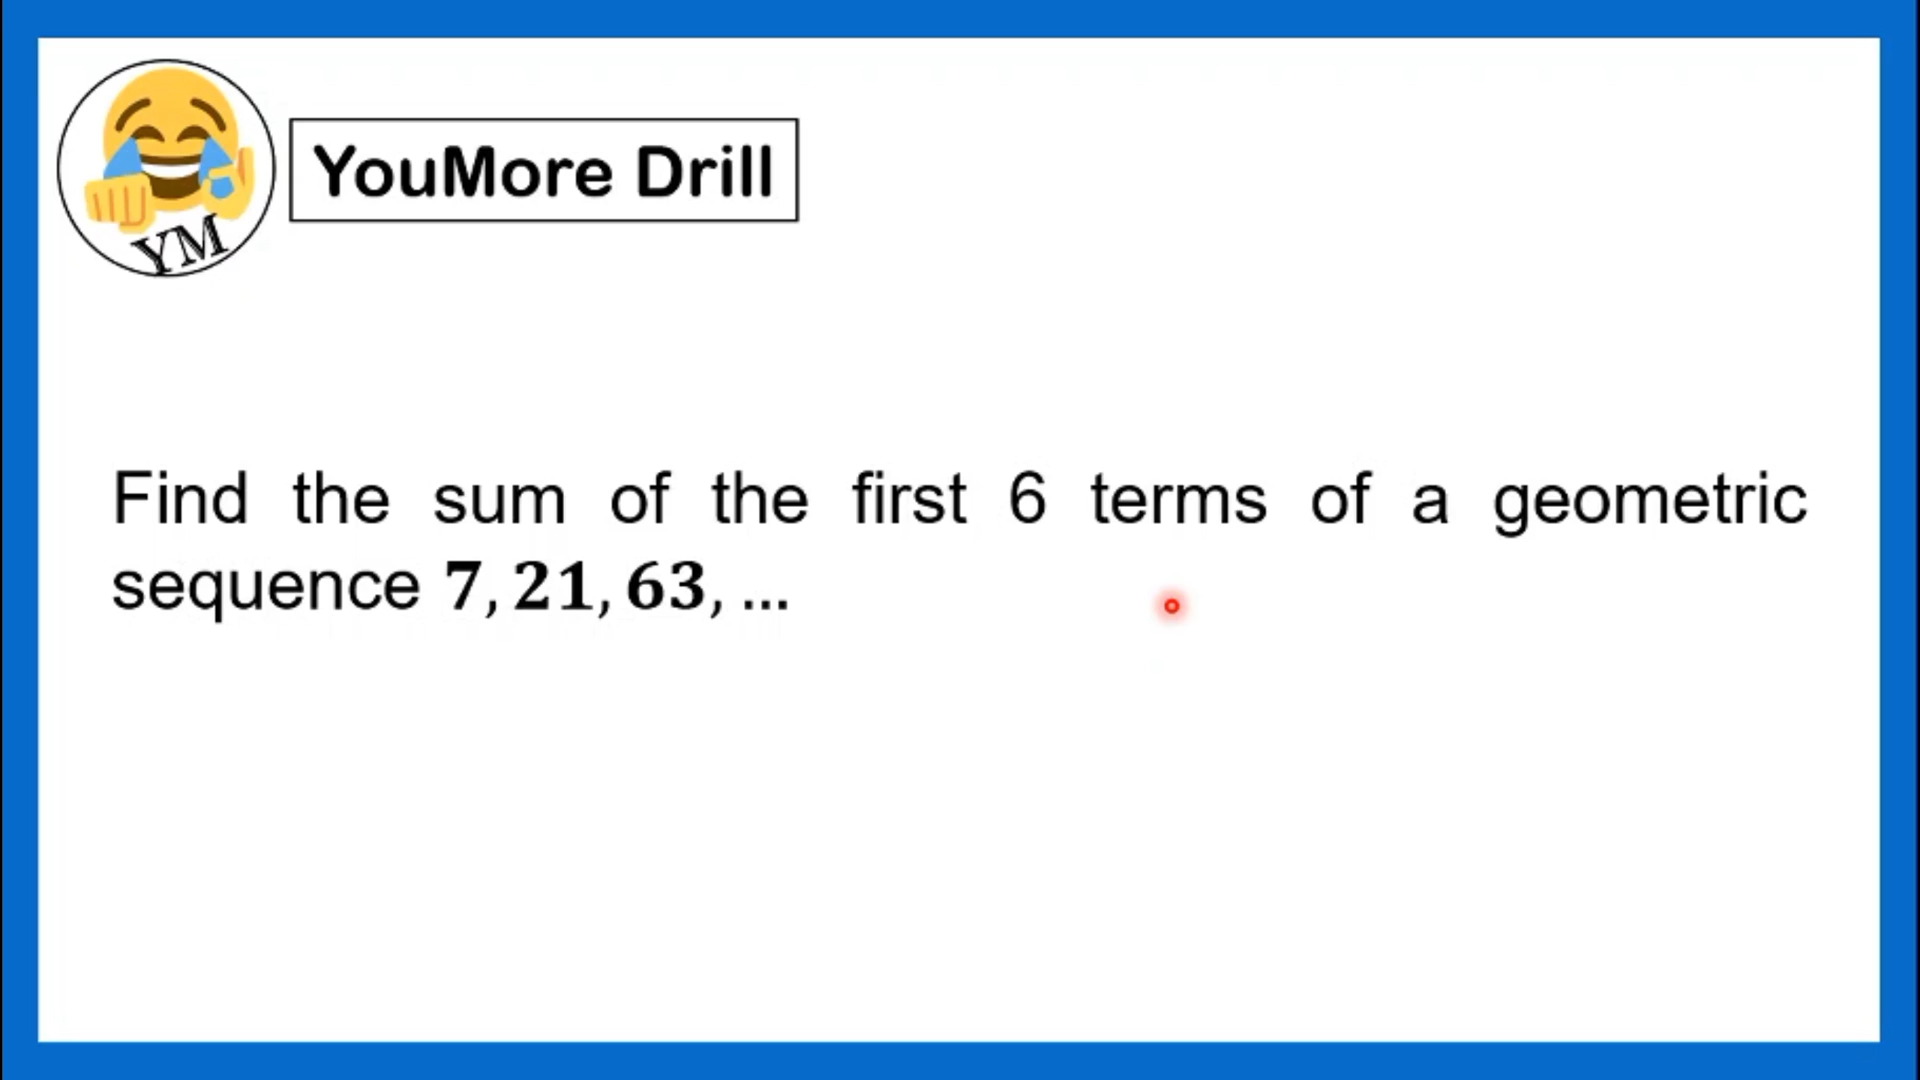 YM
YouMore Drill
Find the sum of the first 6 terms of a geometric
sequence 7, 21, 63, ...